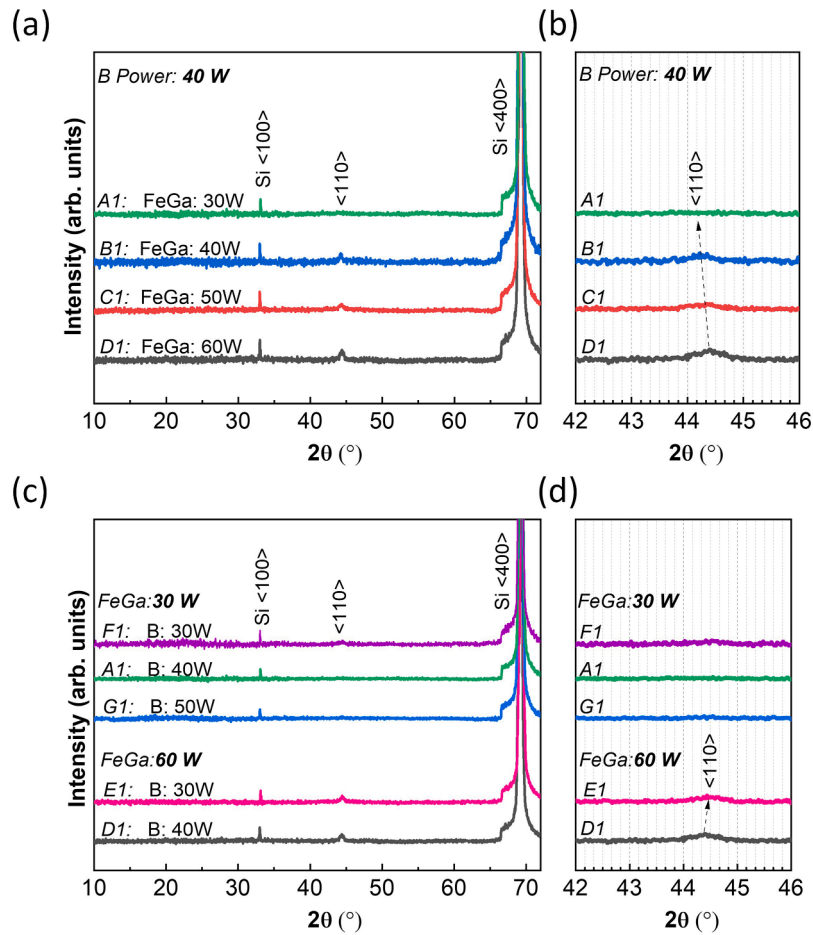 (a)
B Power: 40 W
Si <100>
<110>
Si <400>
A1: FeGa: 30W
B1: FeGa: 40W
C1: FeGa: 50W
D1: FeGa: 60W
Intensity (arb. units)
10 20 30 40 50 60 70
2θ (°)
(b)
B Power: 40 W
<110>
A1
B1
C1
D1
42 43 44 45 46
2θ (°)
(c)
Si <100>
<110>
Si <400>
FeGa:30 W
F1: B: 30W
A1: B: 40W
G1: B: 50W
FeGa:60 W
E1: B: 30W
D1: B: 40W
Intensity (arb. units)
10 20 30 40 50 60 70
2θ (°)
(d)
FeGa:30 W
F1
A1
G1
FeGa:60 W
<110>
E1
D1
42 43 44 45 46
2θ (°)